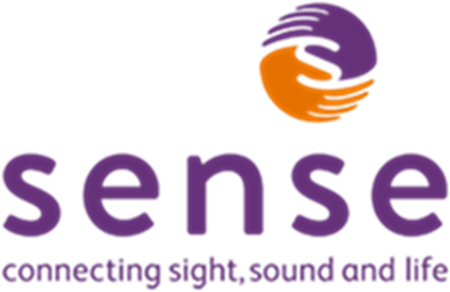 s
sense
connecting sight, sound and life